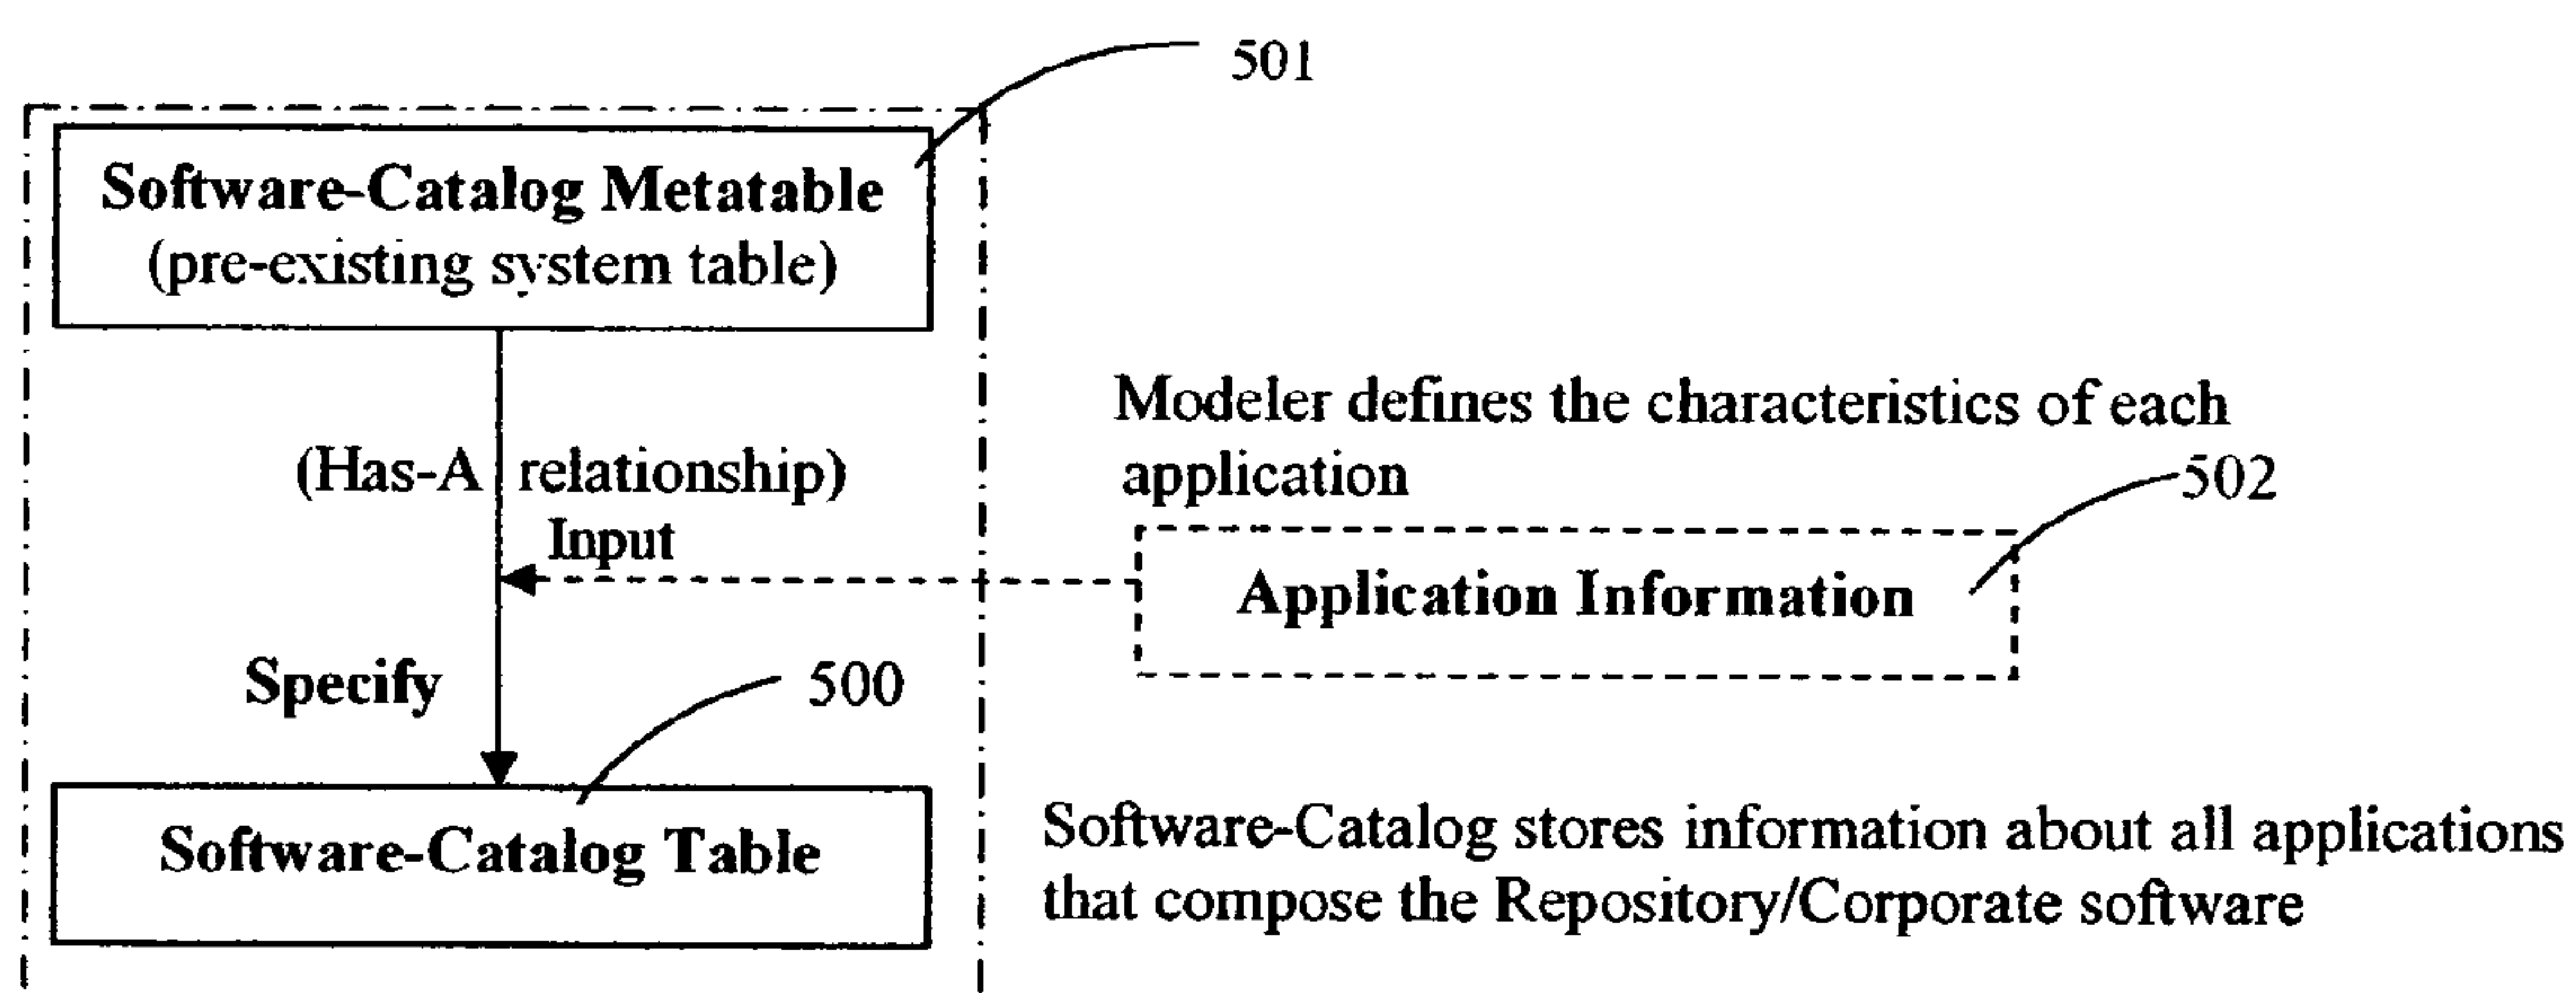 501
Software-Catalog Metatable
(pre-existing system table)
Modeler defines the characteristics of each
application
(Has-A relationship)
502
Input
Application Information
Specify
500
Software-Catalog Table
Software-Catalog stores information about all applications
that compose the Repository/Corporate software